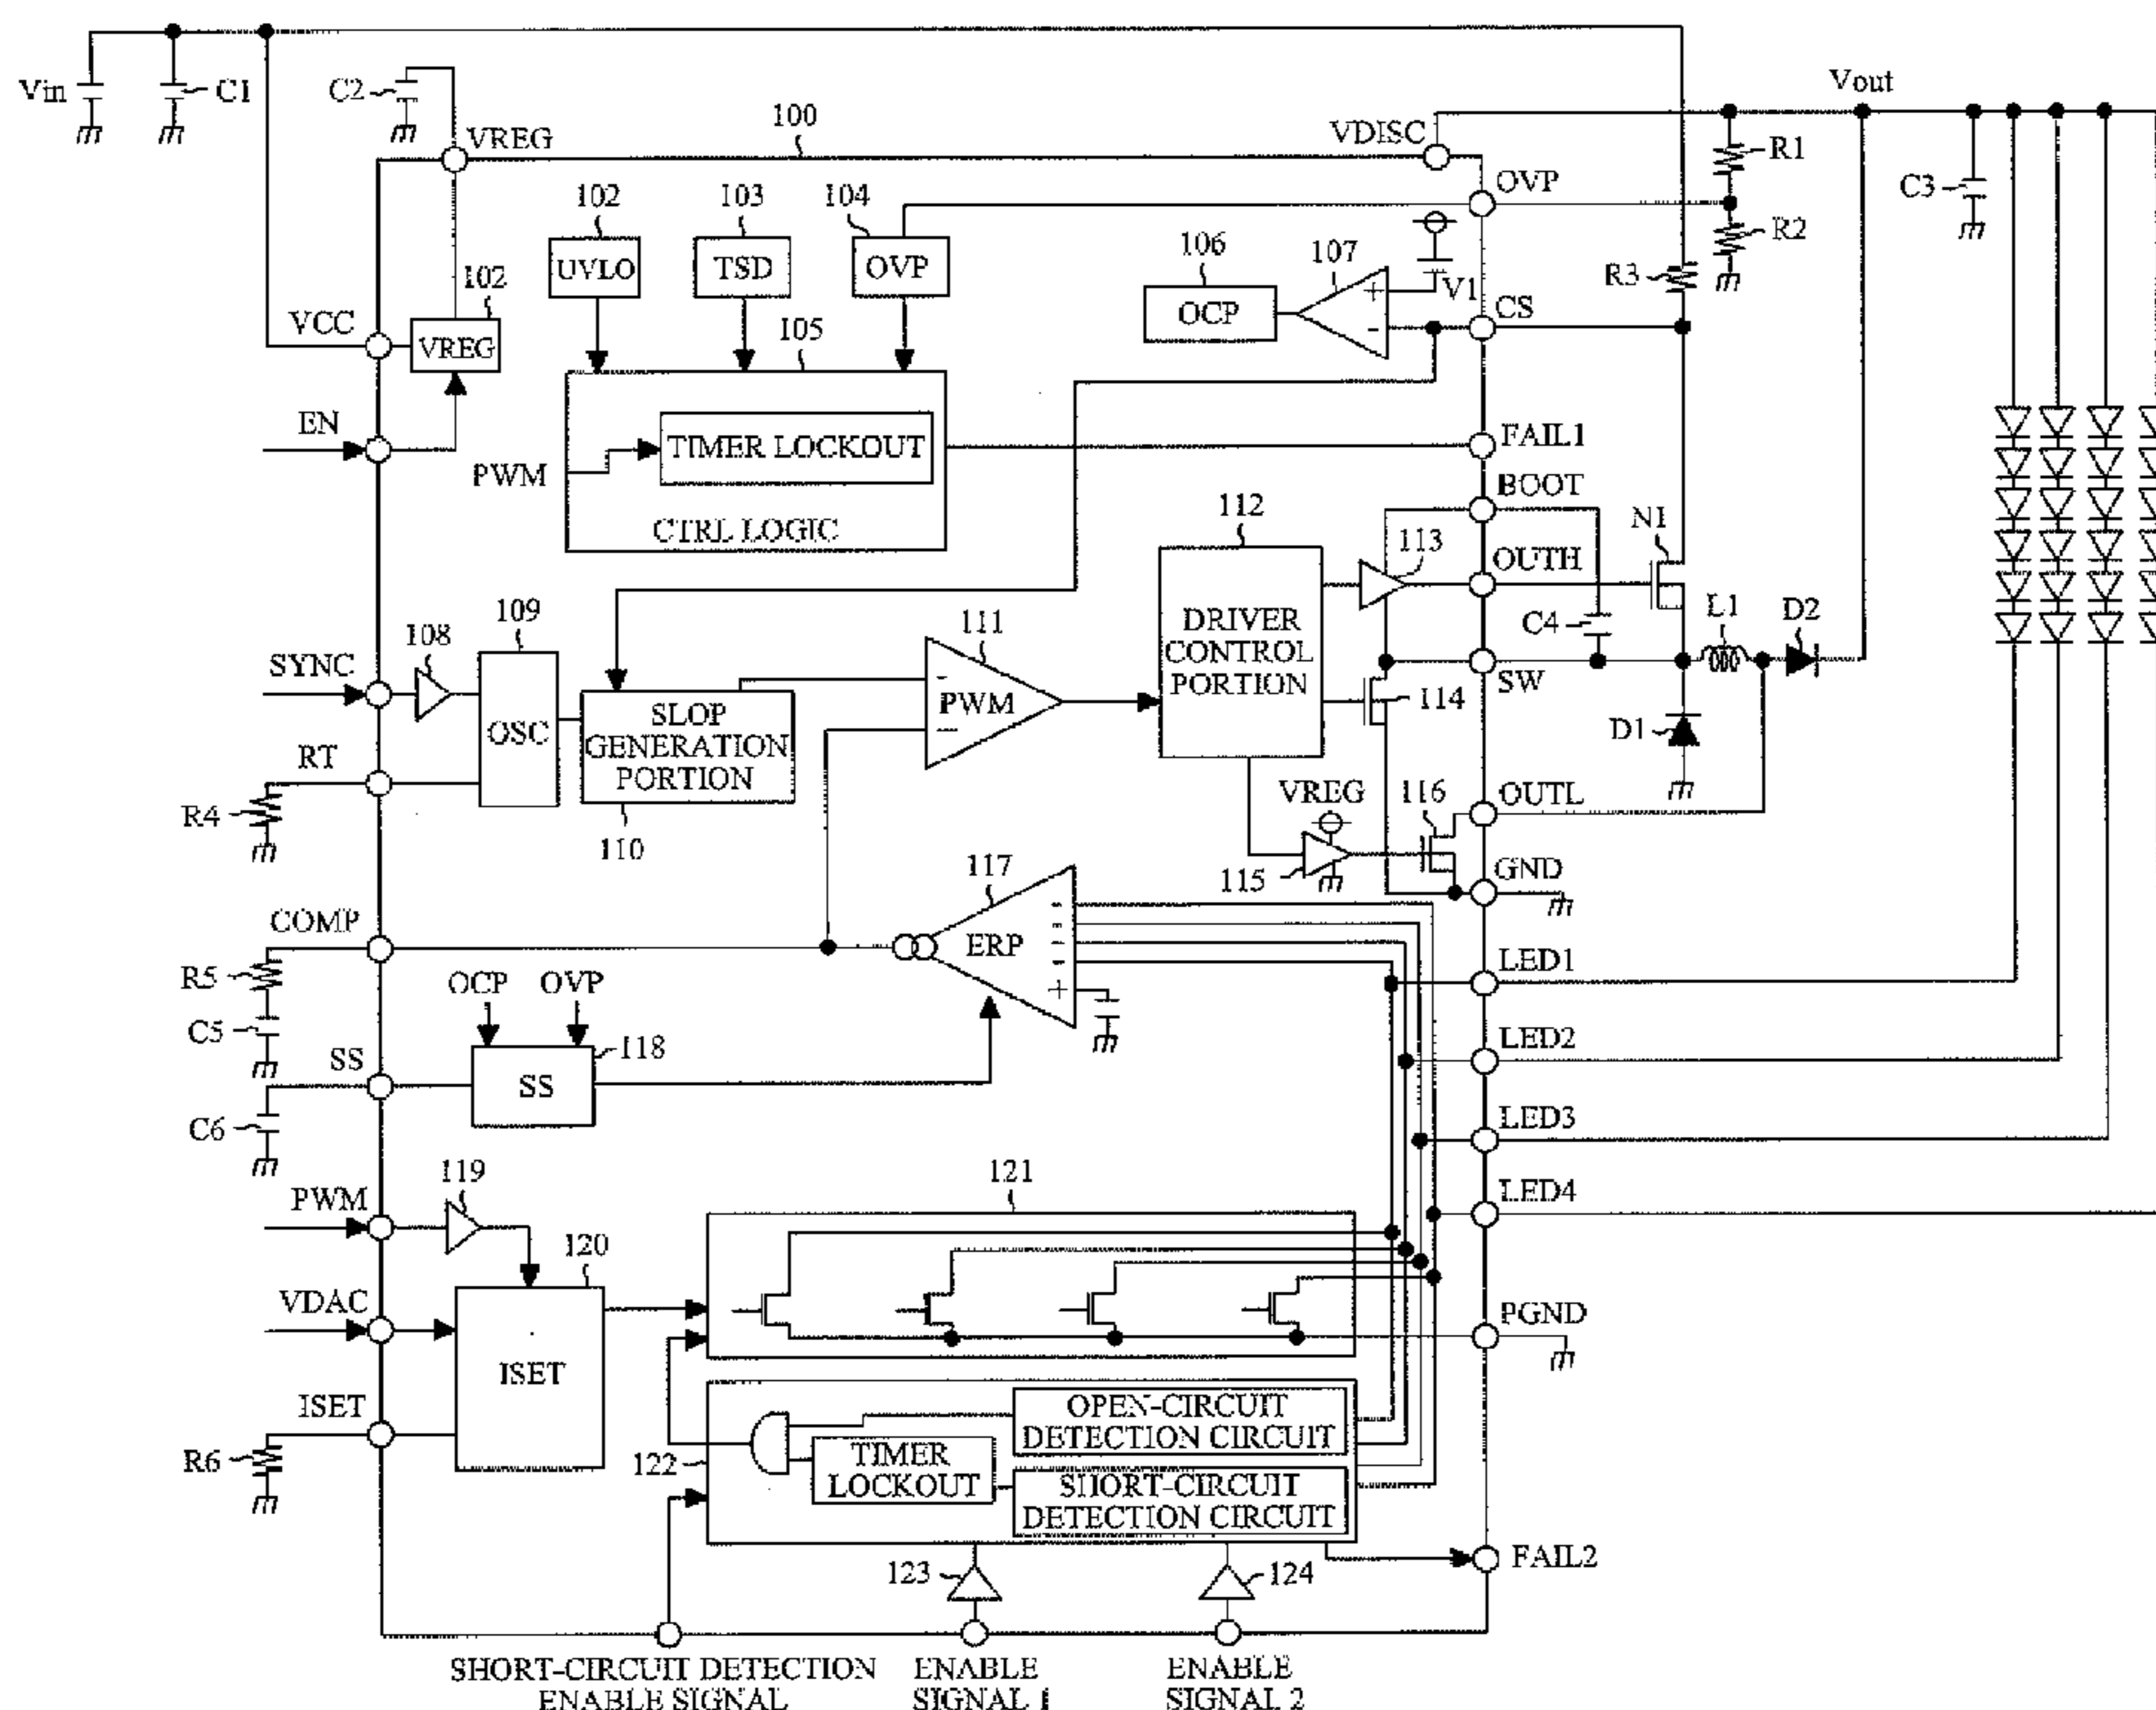 Vin
C1
C2
VREG
100
VDISC
Vout
R1
OVP
R2
C3
102
UVLO
103
TSD
104
OVP
106
OCP
107
+
-
V1
R3
CS
VCC
102
VREG
105
EN
PWM
TIMER LOCKOUT
CTRL LOGIC
FAIL1
BOOT
112
113
N1
OUTH
C4
L1
D2
SYNC
108
109
OSC
SLOP
GENERATION
PORTION
110
111
-
PWM
-
DRIVER
CONTROL
PORTION
114
SW
D1
RT
R4
VREG
115
116
OUTL
GND
COMP
117
ERP
-
-
-
-
+
R5
C5
OCP
OVP
SS
118
SS
C6
LED1
LED2
LED3
LED4
PWM
119
120
121
VDAC
ISET
PGND
ISET
R6
122
OPEN-CIRCUIT
DETECTION CIRCUIT
TIMER
LOCKOUT
SHORT-CIRCUIT
DETECTION CIRCUIT
123
124
FAIL2
SHORT-CIRCUIT DETECTION
ENABLE SIGNAL
ENABLE
SIGNAL 1
ENABLE
SIGNAL 2